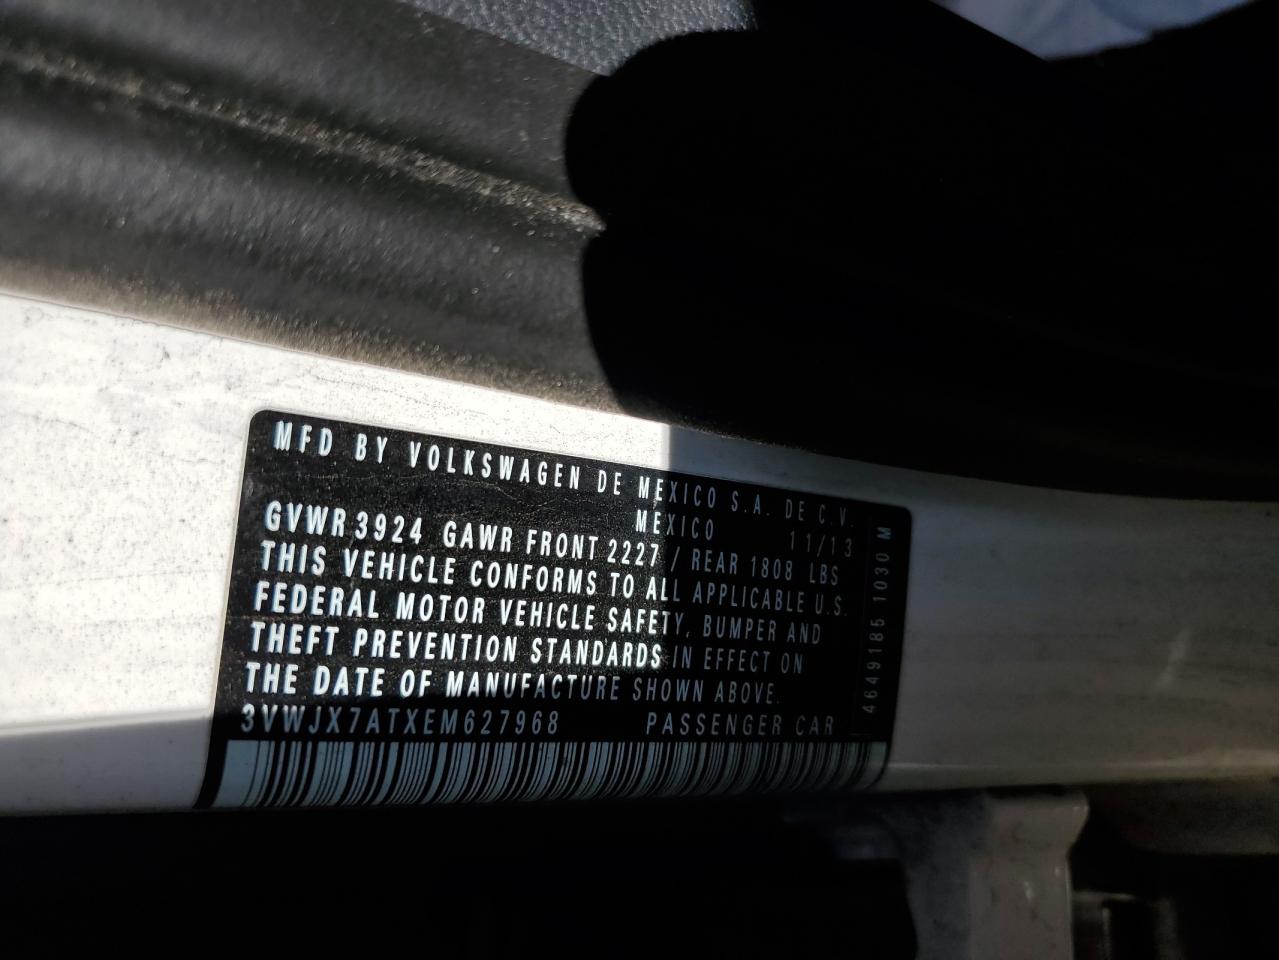 MFD BY VOLKSWAGEN DE MEXICO S.A. DE C.V.
MEXICO 11/13
GVWR 3924 GAWR FRONT 2227 / REAR 1808 LBS
THIS VEHICLE CONFORMS TO ALL APPLICABLE U.S.
FEDERAL MOTOR VEHICLE SAFETY, BUMPER AND
THEFT PREVENTION STANDARDS IN EFFECT ON
THE DATE OF MANUFACTURE SHOWN ABOVE.
3VWJX7ATXEM627968 PASSENGER CAR
4649185 1030 M